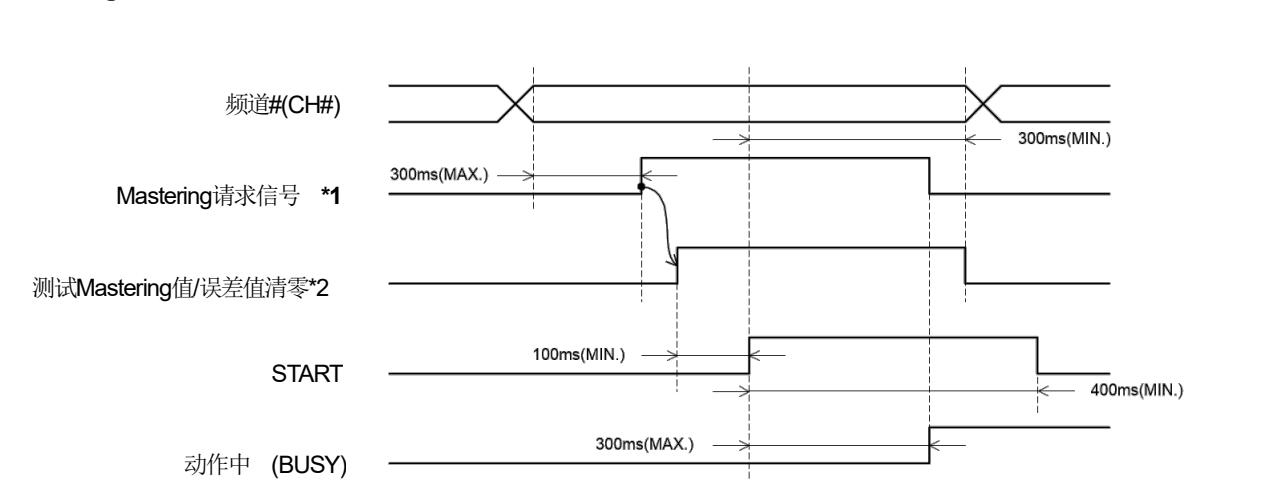 频道#(CH#)
300ms(MIN.)
300ms(MAX.)
Mastering请求信号 *1
测试Mastering值/误差值清零*2
100ms(MIN.)
START
400ms(MIN.)
300ms(MAX.)
动作中 (BUSY)